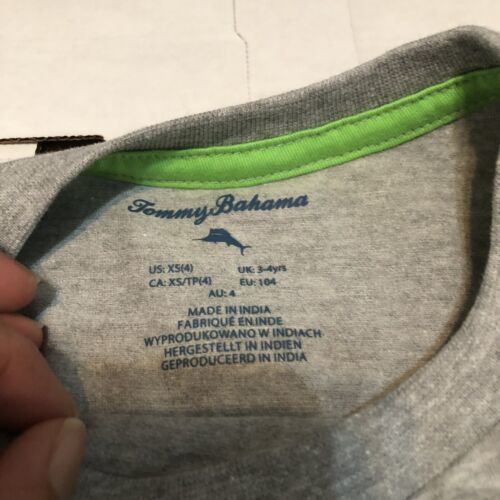 Tommy Bahama
US: XS(4) UK: 3-4yrs
CA: XS/TP(4) EU: 104
AU: 4
MADE IN INDIA
FABRIQUÉ EN INDE
WYPRODUKOWANO W INDIACH
HERGESTELLT IN INDIEN
GEPRODUCEERD IN INDIA